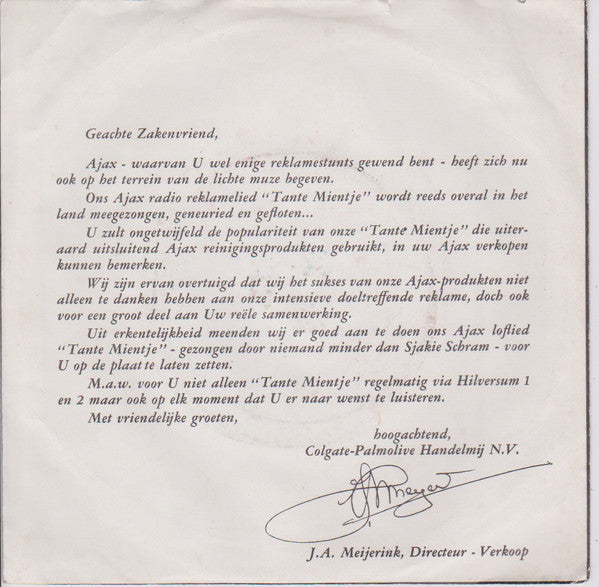 Geachte Zakenvriend,
Ajax - waarvan U wel enige reklamestunts gewend bent - heeft zich nu
ook op het terrein van de lichte muze begeven.
Ons Ajax radio reklamelied "Tante Mientje" wordt reeds overal in het
land meegezongen, geneuried en gefloten...
U zult ongetwijfeld de populariteit van onze "Tante Mientje" die uiter-
aard uitsluitend Ajax reinigingsprodukten gebruikt, in uw Ajax verkopen
kunnen bemerken.
Wij zijn ervan overtuigd dat wij het sukses van onze Ajax-produkten niet
alleen te danken hebben aan onze intensieve doeltreffende reklame, doch ook
voor een groot deel aan Uw reële samenwerking.
Uit erkentelijkheid meenden wij er goed aan te doen ons Ajax loflied
"Tante Mientje" - gezongen door niemand minder dan Sjakie Schram - voor
U op de plaat te laten zetten.
M.a.w. voor U niet alleen "Tante Mientje" regelmatig via Hilversum 1
en 2 maar ook op elk moment dat U er naar wenst te luisteren.
Met vriendelijke groeten,
hoogachtend,
Colgate-Palmolive Handelmij N.V.
J.A. Meijerink, Directeur - Verkoop